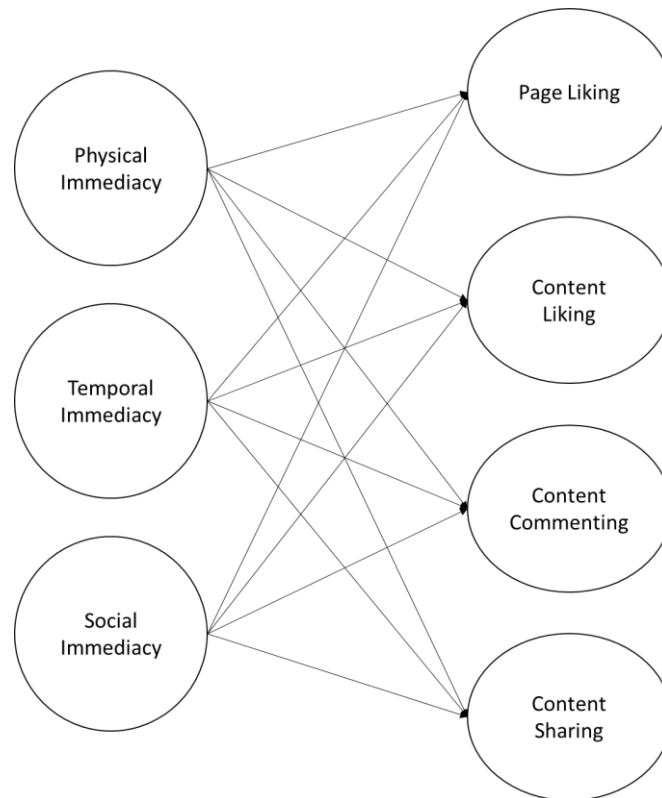 Physical
Immediacy
Temporal
Immediacy
Social
Immediacy
Page Liking
Content
Liking
Content
Commenting
Content
Sharing